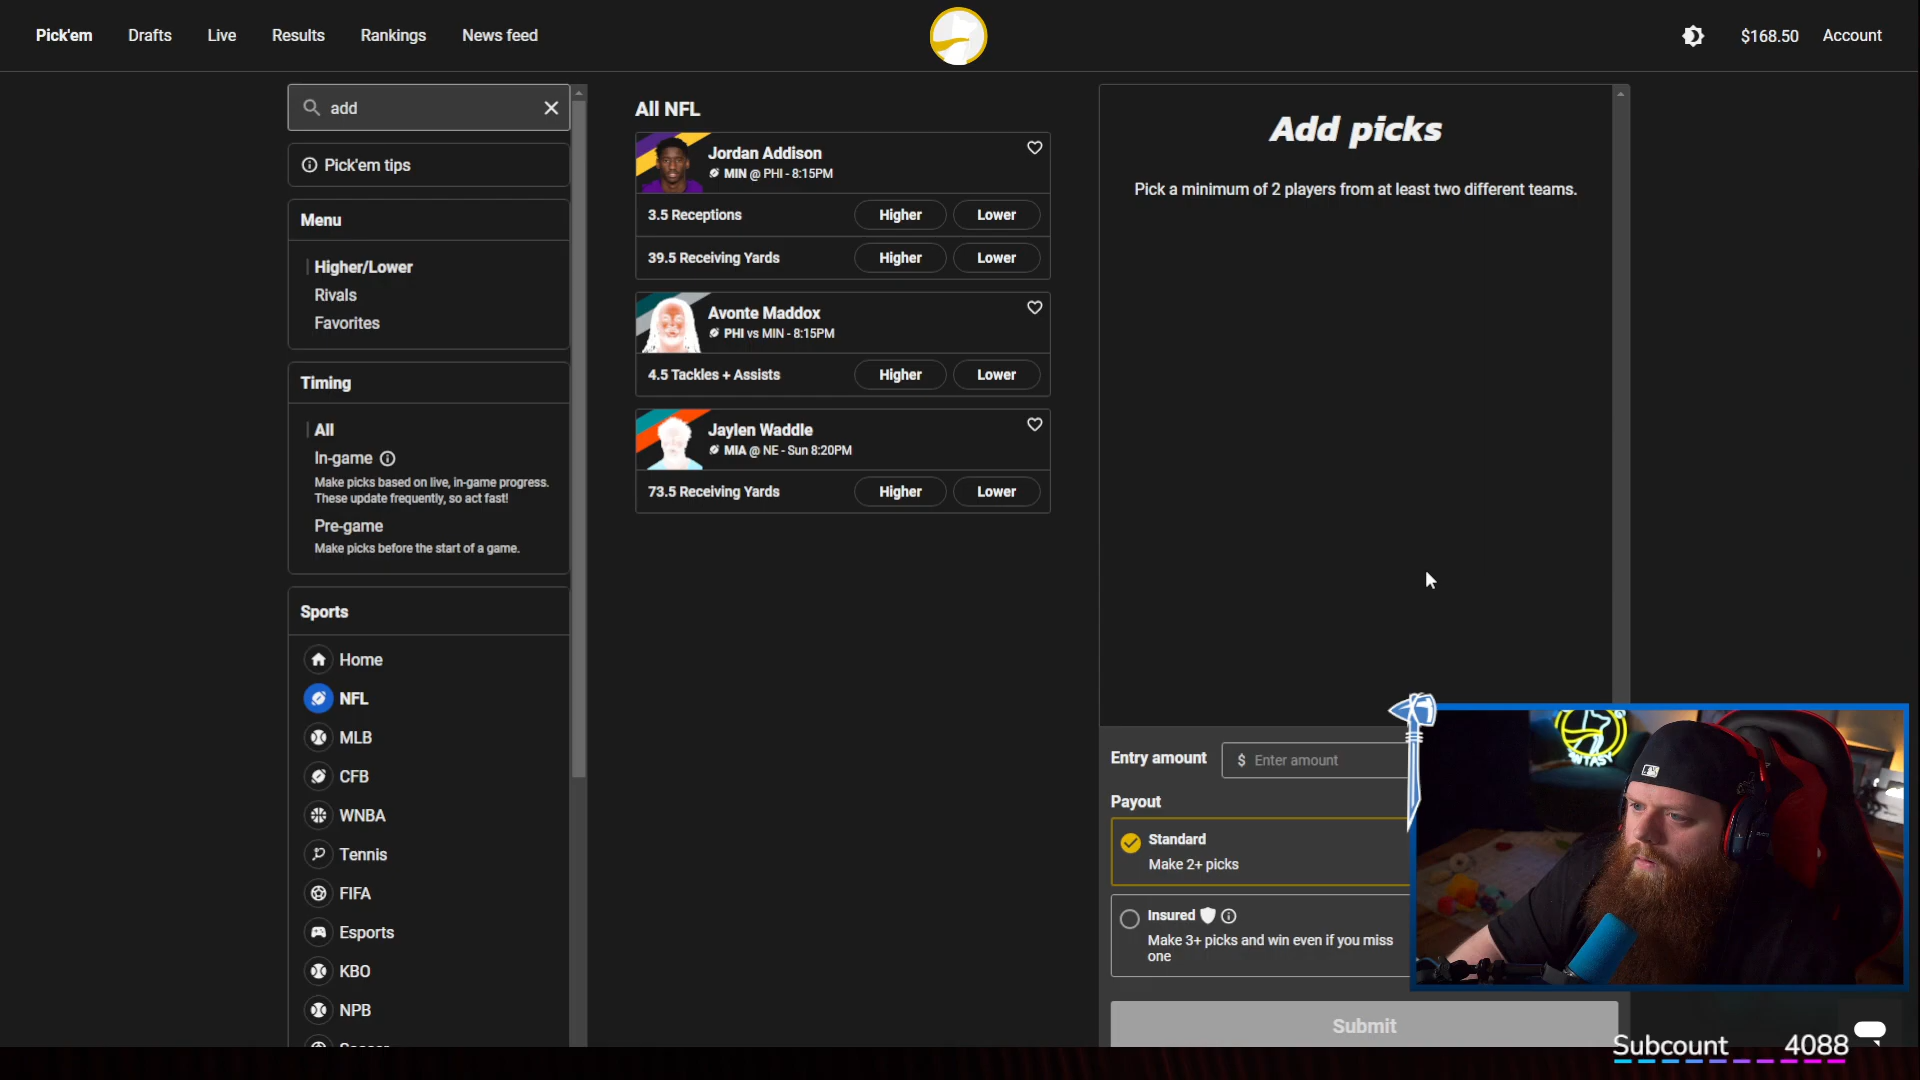 Pick'em
Drafts
Live
Results
Rankings
News feed
$168.50
Account
add
Pick'em tips
Menu
Higher/Lower
Rivals
Favorites
Timing
All
In-game
Make picks based on live, in-game progress.
These update frequently, so act fast!
Pre-game
Make picks before the start of a game.
Sports
Home
NFL
MLB
CFB
WNBA
Tennis
FIFA
Esports
KBO
NPB
All NFL
Jordan Addison
MIN @ PHI - 8:15PM
3.5 Receptions Higher Lower
39.5 Receiving Yards Higher Lower
Avonte Maddox
PHI vs MIN - 8:15PM
4.5 Tackles + Assists Higher Lower
Jaylen Waddle
MIA @ NE - Sun 8:20PM
73.5 Receiving Yards Higher Lower
Add picks
Pick a minimum of 2 players from at least two different teams.
Entry amount $ Enter amount
Payout
Standard
Make 2+ picks
Insured
Make 3+ picks and win even if you miss
one
Submit
Subcount 4088